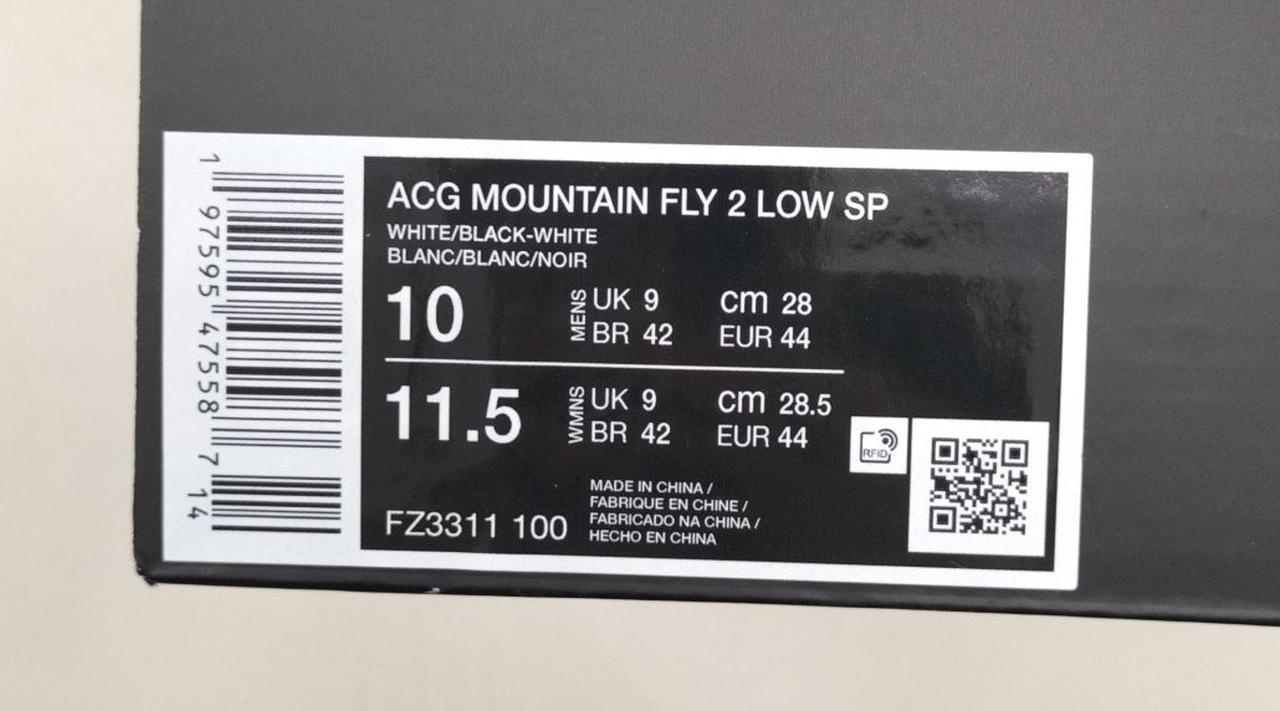 1 97595 47558 7 14
ACG MOUNTAIN FLY 2 LOW SP
WHITE/BLACK-WHITE
BLANC/BLANC/NOIR
10 MENS UK 9 cm 28
BR 42 EUR 44
11.5 WMNS UK 9 cm 28.5
BR 42 EUR 44
RFID
MADE IN CHINA /
FABRIQUE EN CHINE /
FABRICADO NA CHINA /
HECHO EN CHINA
FZ3311 100